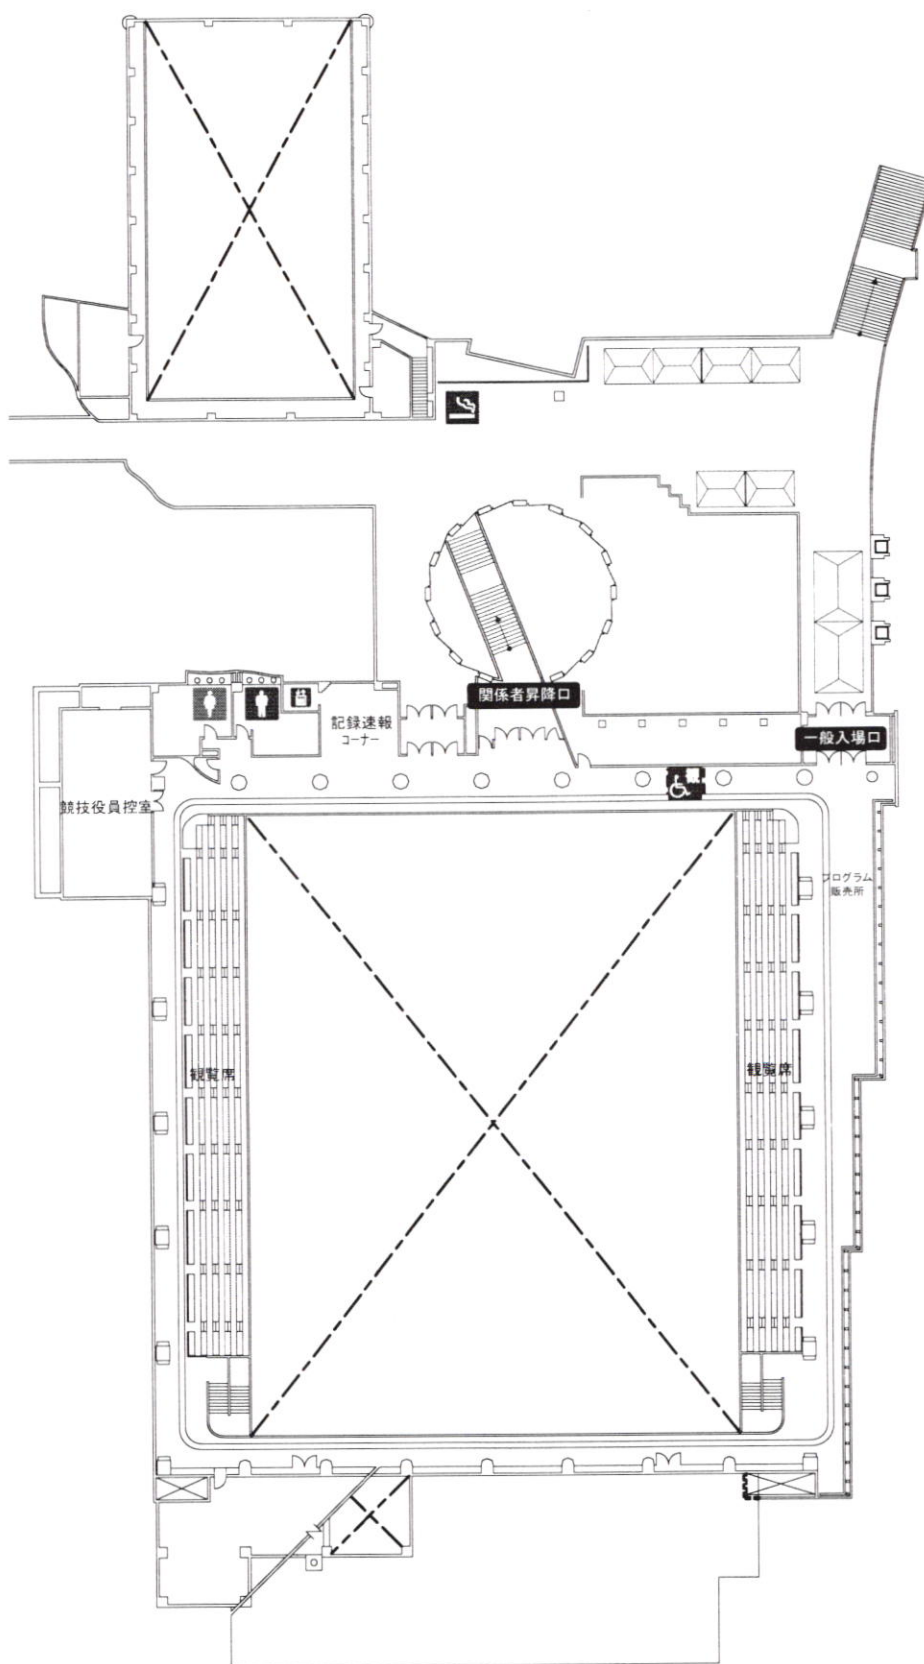 関係者昇降口
記録速報
コーナー
一般入場口
競技役員控室
プログラム
販売所
観覧席
観覧席